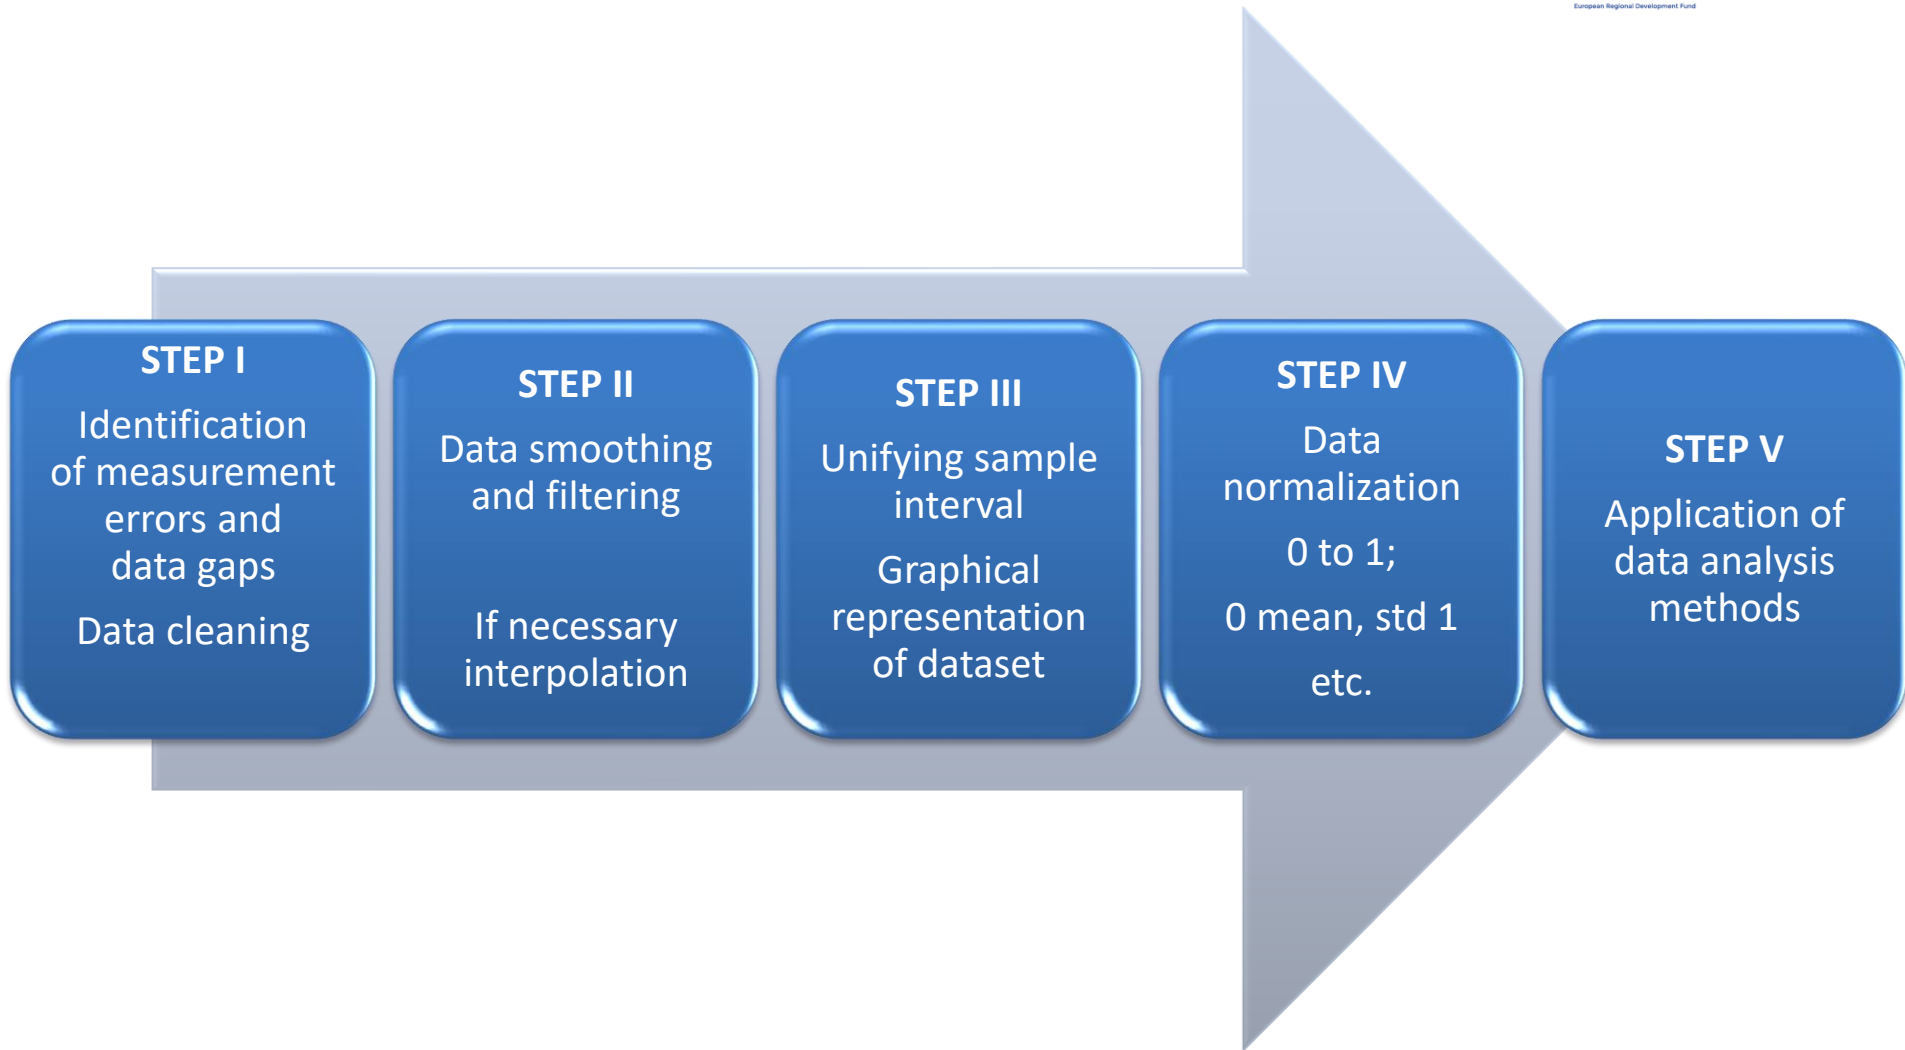 European Regional Development Fund
STEP I
Identification
of measurement
errors and
data gaps
Data cleaning
STEP II
Data smoothing
and filtering
If necessary
interpolation
STEP III
Unifying sample
interval
Graphical
representation
of dataset
STEP IV
Data
normalization
0 to 1;
0 mean, std 1
etc.
STEP V
Application of
data analysis
methods